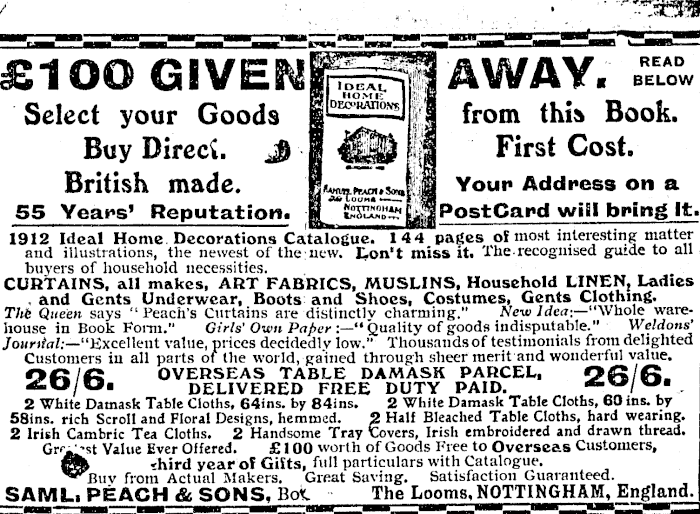 £100 GIVEN AWAY. READ BELOW
Select your Goods from this Book.
Buy Direct. First Cost.
British made. Your Address on a
55 Years' Reputation. PostCard will bring It.
IDEAL
HOME
DECORATIONS
SAMUEL PEACH & SONS
The LOOMS
NOTTINGHAM
ENGLAND
1912 Ideal Home Decorations Catalogue. 144 pages of most interesting matter
and illustrations, the newest of the new. Don't miss it. The recognised guide to all
buyers of household necessities.
CURTAINS, all makes, ART FABRICS, MUSLINS, Household LINEN, Ladies
and Gents Underwear, Boots and Shoes, Costumes, Gents Clothing.
The Queen says "Peach's Curtains are distinctly charming." New Idea:—"Whole ware-
house in Book Form." Girls' Own Paper:—"Quality of goods indisputable." Weldons'
Journal:—"Excellent value, prices decidedly low." Thousands of testimonials from delighted
Customers in all parts of the world, gained through sheer merit and wonderful value.
26/6. OVERSEAS TABLE DAMASK PARCEL, 26/6.
DELIVERED FREE DUTY PAID.
2 White Damask Table Cloths, 64ins. by 84ins. 2 White Damask Table Cloths, 60 ins. by
58ins. rich Scroll and Floral Designs, hemmed. 2 Half Bleached Table Cloths, hard wearing.
2 Irish Cambric Tea Cloths. 2 Handsome Tray Covers, Irish embroidered and drawn thread.
Greatest Value Ever Offered. £100 worth of Goods Free to Overseas Customers,
third year of Gifts, full particulars with Catalogue.
Buy from Actual Makers. Great Saving. Satisfaction Guaranteed.
SAML. PEACH & SONS, Box The Looms, NOTTINGHAM, England.